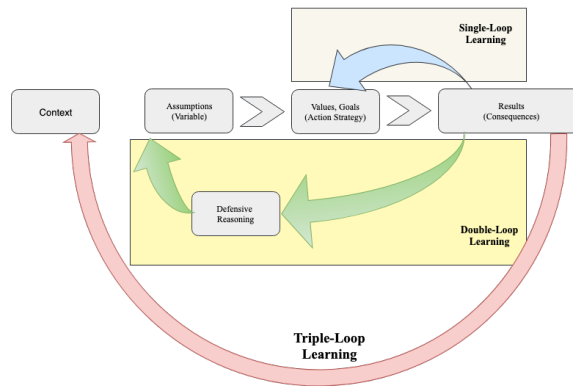 Single-Loop
Learning
Context
Assumptions
(Variable)
Values, Goals
(Action Strategy)
Results
(Consequences)
Defensive
Reasoning
Double-Loop
Learning
Triple-Loop
Learning